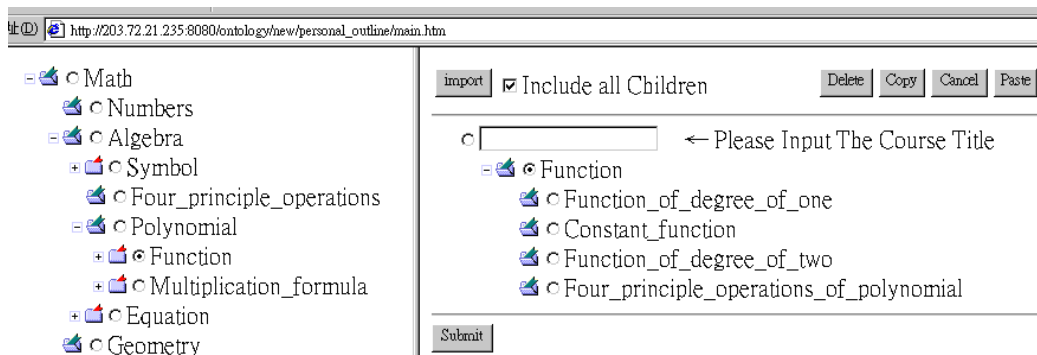 址(D) http://203.72.21.235:8080/ontology/new/personal_outline/main.htm
Math
Numbers
Algebra
Symbol
Four_principle_operations
Polynomial
Function
Multiplication_formula
Equation
Geometry
import Include all Children Delete Copy Cancel Paste
← Please Input The Course Title
Function
Function_of_degree_of_one
Constant_function
Function_of_degree_of_two
Four_principle_operations_of_polynomial
Submit